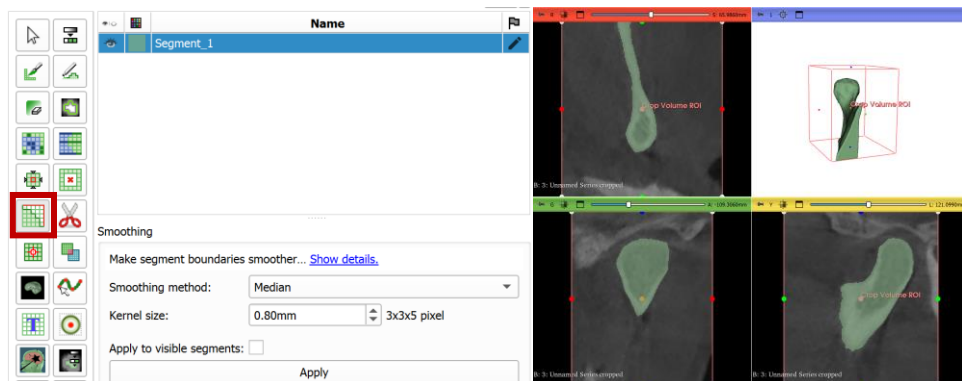 Name
Segment_1
Smoothing
Make segment boundaries smoother... Show details.
Smoothing method: Median
Kernel size: 0.80mm 3x3x5 pixel
Apply to visible segments:
Apply
R
Crop Volume ROI
B: 3: Unnamed Series cropped
1
Crop Volume ROI
G
B: 3: Unnamed Series cropped
Y
Crop Volume ROI
B: 3: Unnamed Series cropped